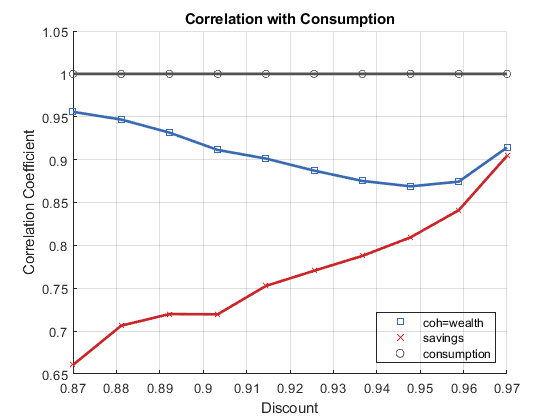 Correlation with Consumption
1.05
1
0.95
0.9
0.85
0.8
0.75
0.7
0.65
Correlation Coefficient
coh=wealth
savings
consumption
0.87 0.88 0.89 0.9 0.91 0.92 0.93 0.94 0.95 0.96 0.97
Discount